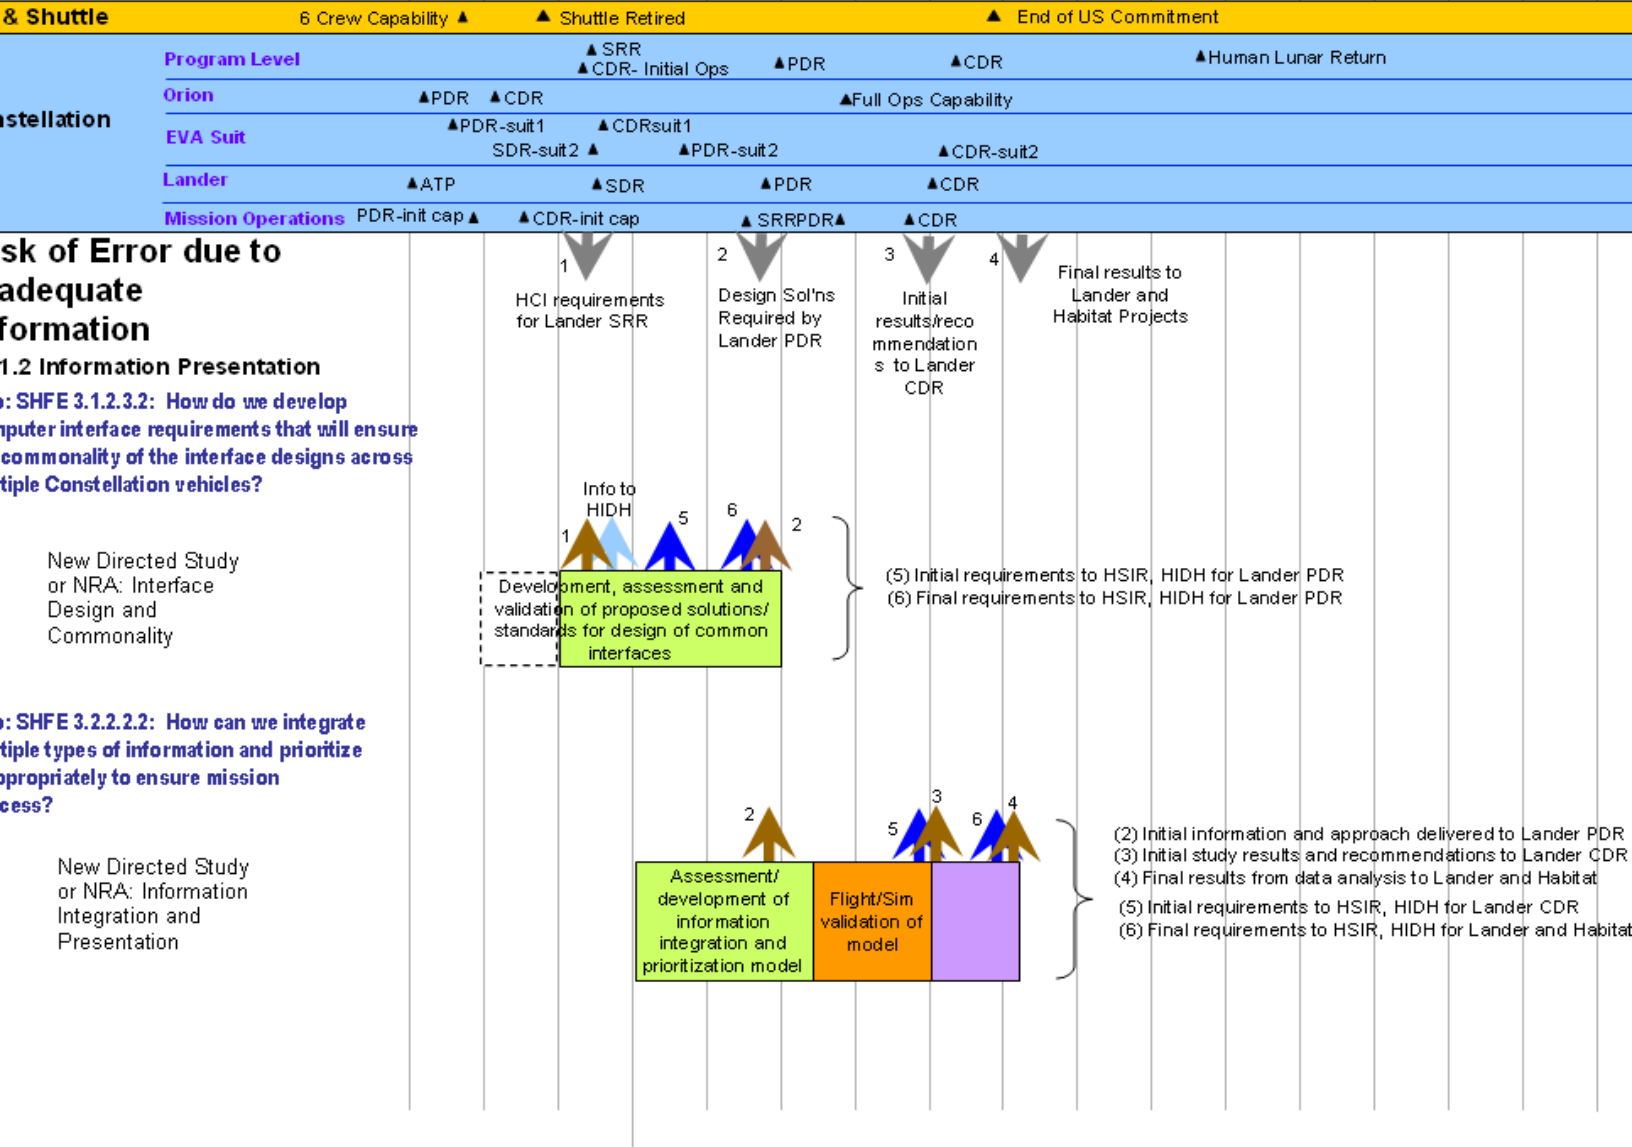 & Shuttle
6 Crew Capability
Shuttle Retired
End of US Commitment
nstellation
Program Level
SRR
CDR- Initial Ops
PDR
CDR
Human Lunar Return
Orion
PDR
CDR
Full Ops Capability
EVA Suit
PDR-suit1
CDRsuit1
SDR-suit2
PDR-suit2
CDR-suit2
Lander
ATP
SDR
PDR
CDR
Mission Operations
PDR-init cap
CDR-init cap
SRRPDR
CDR
sk of Error due to
adequate
formation
1.2 Information Presentation
1
HCI requirements
for Lander SRR
2
Design Sol'ns
Required by
Lander PDR
3
Initial
results/reco
mmendation
s to Lander
CDR
4
Final results to
Lander and
Habitat Projects
p: SHFE 3.1.2.3.2: How do we develop
mputer interface requirements that will ensure
commonality of the interface designs across
ltiple Constellation vehicles?
Info to
HIDH
1
5
6
2
New Directed Study
or NRA: Interface
Design and
Commonality
Development, assessment and
validation of proposed solutions/
standards for design of common
interfaces
(5) Initial requirements to HSIR, HIDH for Lander PDR
(6) Final requirements to HSIR, HIDH for Lander PDR
p: SHFE 3.2.2.2.2: How can we integrate
ltiple types of information and prioritize
ppropriately to ensure mission
ccess?
2
5
3
6
4
New Directed Study
or NRA: Information
Integration and
Presentation
Assessment/
development of
information
integration and
prioritization model
Flight/Sim
validation of
model
(2) Initial information and approach delivered to Lander PDR
(3) Initial study results and recommendations to Lander CDR
(4) Final results from data analysis to Lander and Habitat
(5) Initial requirements to HSIR, HIDH for Lander CDR
(6) Final requirements to HSIR, HIDH for Lander and Habitat